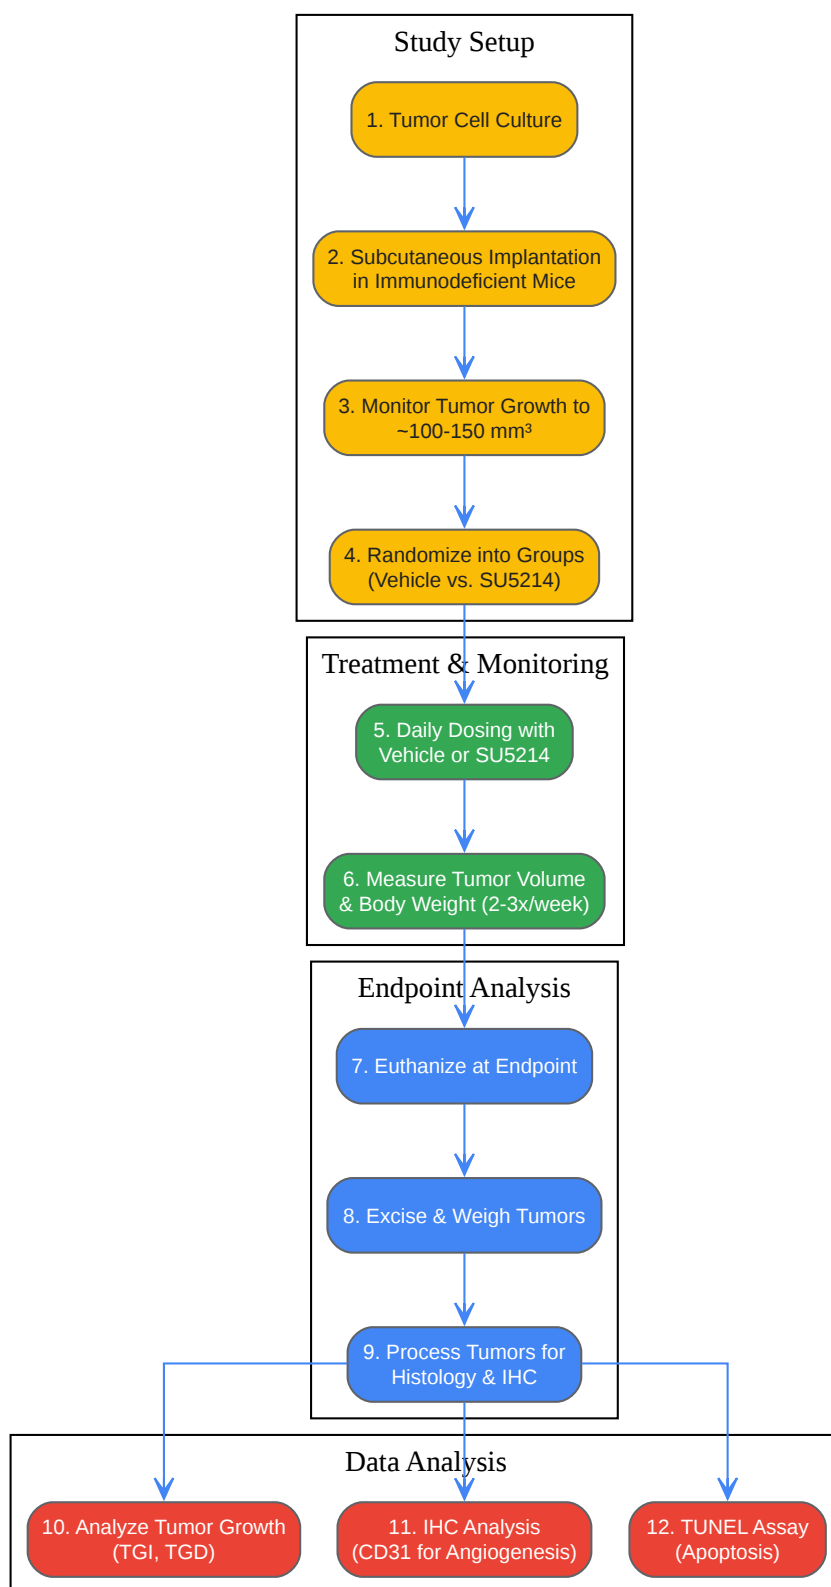 Study Setup
1. Tumor Cell Culture
2. Subcutaneous Implantation
in Immunodeficient Mice
3. Monitor Tumor Growth to
~100-150 mm³
4. Randomize into Groups
(Vehicle vs. SU5214)
Treatment & Monitoring
5. Daily Dosing with
Vehicle or SU5214
6. Measure Tumor Volume
& Body Weight (2-3x/week)
Endpoint Analysis
7. Euthanize at Endpoint
8. Excise & Weigh Tumors
9. Process Tumors for
Histology & IHC
Data Analysis
10. Analyze Tumor Growth
(TGI, TGD)
11. IHC Analysis
(CD31 for Angiogenesis)
12. TUNEL Assay
(Apoptosis)